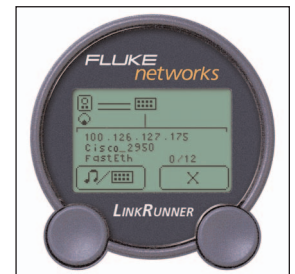 FLUKE
networks
100.126.127.175
Cisco_2950
FastEth 0/12
X
LINKRUNNER